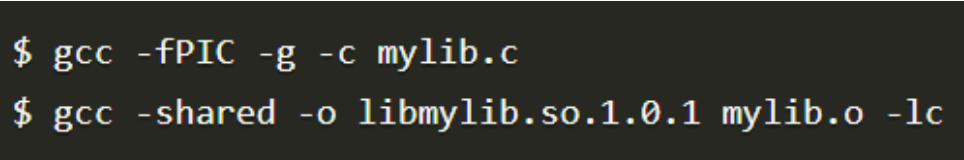 $ gcc -fPIC -g -c mylib.c
$ gcc -shared -o libmylib.so.1.0.1 mylib.o -lc